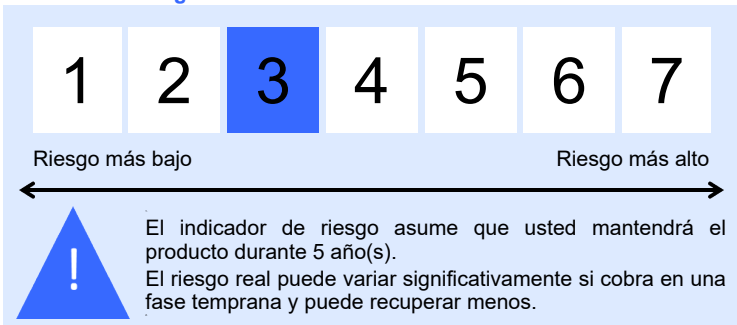 1 2 3 4 5 6 7
Riesgo más bajo Riesgo más alto
!
El indicador de riesgo asume que usted mantendrá el
producto durante 5 año(s).
El riesgo real puede variar significativamente si cobra en una
fase temprana y puede recuperar menos.